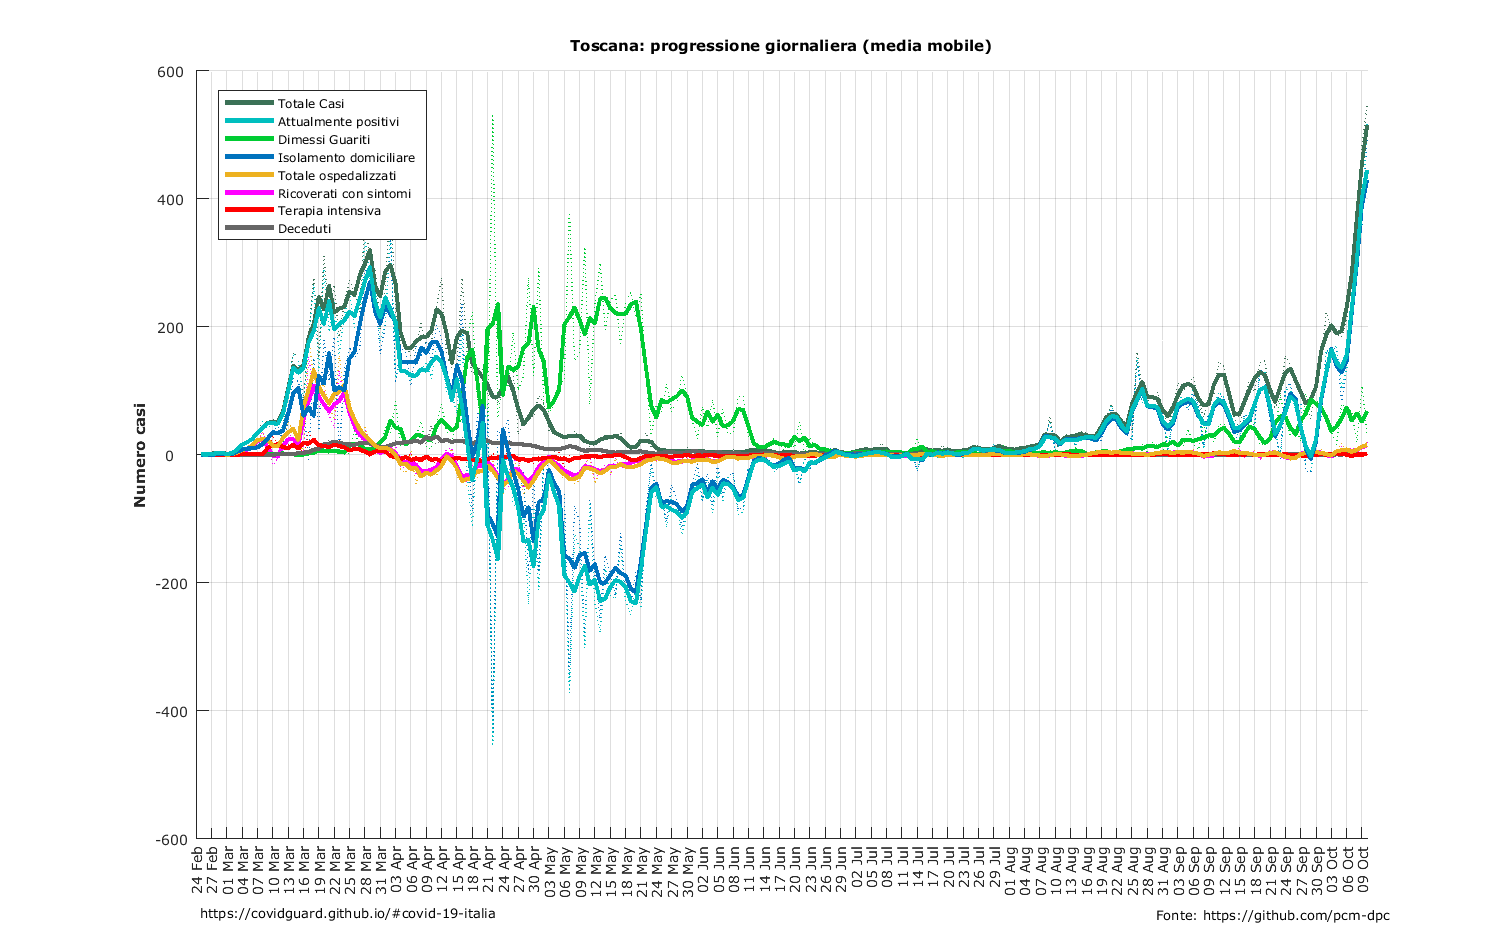 Toscana: progressione giornaliera (media mobile)
600
400
200
0
-200
-400
-600
Numero casi
Totale Casi
Attualmente positivi
Dimessi Guariti
Isolamento domiciliare
Totale ospedalizzati
Ricoverati con sintomi
Terapia intensiva
Deceduti
24 Feb
27 Feb
01 Mar
04 Mar
07 Mar
10 Mar
13 Mar
16 Mar
19 Mar
22 Mar
25 Mar
28 Mar
31 Mar
03 Apr
06 Apr
09 Apr
12 Apr
15 Apr
18 Apr
21 Apr
24 Apr
27 Apr
30 Apr
03 May
06 May
09 May
12 May
15 May
18 May
21 May
24 May
27 May
30 May
02 Jun
05 Jun
08 Jun
11 Jun
14 Jun
17 Jun
20 Jun
23 Jun
26 Jun
29 Jun
02 Jul
05 Jul
08 Jul
11 Jul
14 Jul
17 Jul
20 Jul
23 Jul
26 Jul
29 Jul
01 Aug
04 Aug
07 Aug
10 Aug
13 Aug
16 Aug
19 Aug
22 Aug
25 Aug
28 Aug
31 Aug
03 Sep
06 Sep
09 Sep
12 Sep
15 Sep
18 Sep
21 Sep
24 Sep
27 Sep
30 Sep
03 Oct
06 Oct
09 Oct
https://covidguard.github.io/#covid-19-italia
Fonte: https://github.com/pcm-dpc